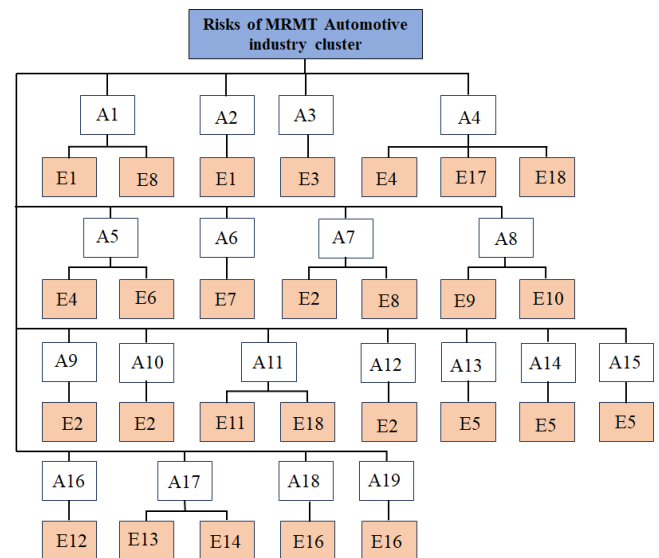 Risks of MRMT Automotive
industry cluster
A1 A2 A3 A4
E1 E8 E1 E3 E4 E17 E18
A5 A6 A7 A8
E4 E6 E7 E2 E8 E9 E10
A9 A10 A11 A12 A13 A14 A15
E2 E2 E11 E18 E2 E5 E5 E5
A16 A17 A18 A19
E12 E13 E14 E16 E16